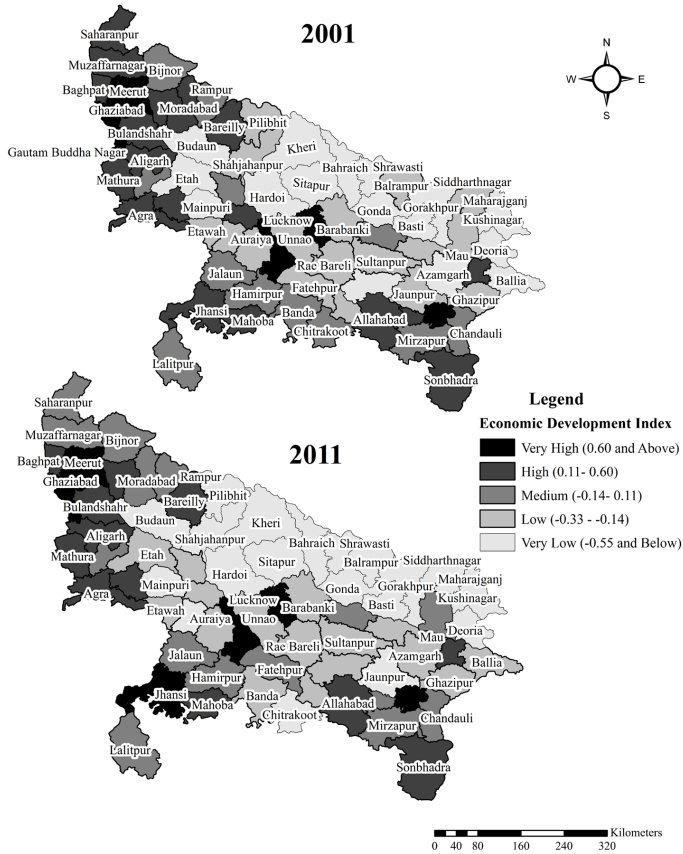 2001
N
W E
S
Saharanpur
Muzaffarnagar
Bijnor
Baghpat Meerut
Rampur
Ghaziabad
Moradabad
Bulandshahr
Bareilly
Pilibhit
Gautam Buddha Nagar
Aligarh
Budaun
Kheri
Mathura
Etah
Shahjahanpur
Bahraich Shrawasti
Agra
Mainpuri
Hardoi
Sitapur
Balrampur
Siddharthnagar
Etawah
Lucknow
Gonda
Gorakhpur
Maharajganj
Kushinagar
Auraiya
Unnao
Barabanki
Basti
Deoria
Jalaun
Rae Bareli
Sultanpur
Mau
Azamgarh
Ballia
Hamirpur
Fatehpur
Jaunpur
Ghazipur
Jhansi
Mahoba
Banda
Allahabad
Chitrakoot
Mirzapur
Chandauli
Lalitpur
Sonbhadra
2011
Saharanpur
Muzaffarnagar
Bijnor
Baghpat Meerut
Ghaziabad
Moradabad
Rampur
Bulandshahr
Bareilly
Pilibhit
Aligarh
Budaun
Kheri
Mathura
Etah
Shahjahanpur
Bahraich Shrawasti
Agra
Mainpuri
Hardoi
Sitapur
Balrampur
Siddharthnagar
Etawah
Lucknow
Gonda
Gorakhpur
Maharajganj
Kushinagar
Auraiya
Unnao
Barabanki
Basti
Deoria
Jalaun
Rae Bareli
Sultanpur
Mau
Azamgarh
Ballia
Hamirpur
Fatehpur
Jaunpur
Ghazipur
Jhansi
Mahoba
Banda
Allahabad
Chitrakoot
Mirzapur
Chandauli
Lalitpur
Sonbhadra
Legend
Economic Development Index
Very High (0.60 and Above)
High (0.11- 0.60)
Medium (-0.14- 0.11)
Low (-0.33 - -0.14)
Very Low (-0.55 and Below)
Kilometers
0 40 80 160 240 320